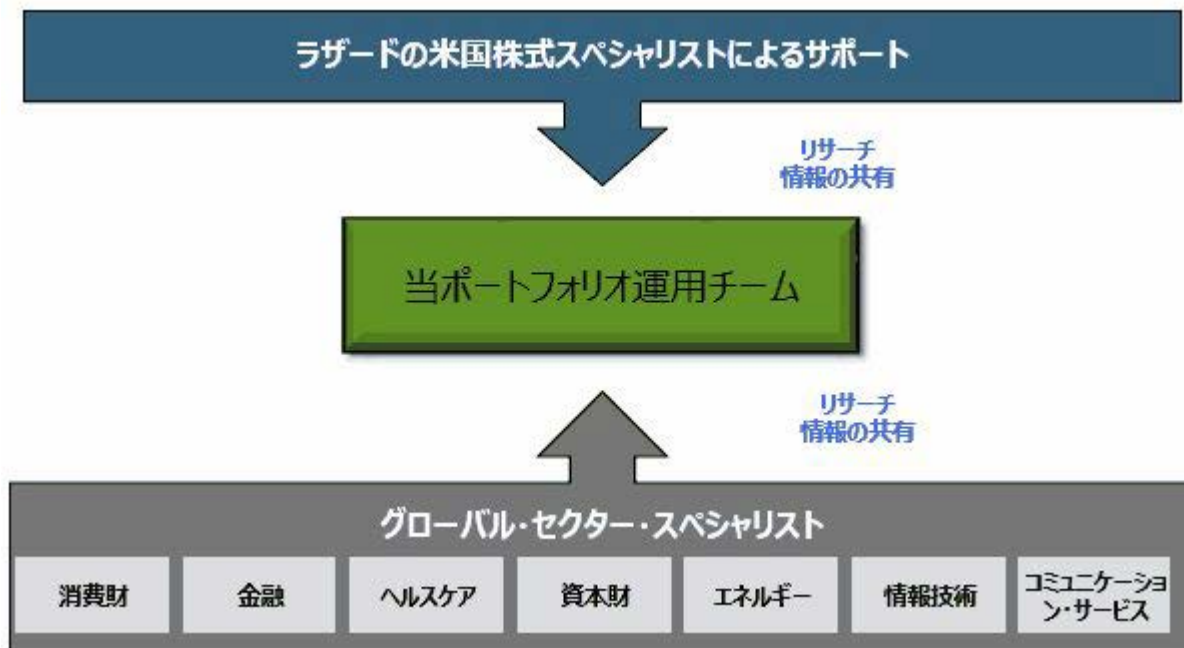 ラザードの米国株式スペシャリストによるサポート
リサーチ
情報の共有
当ポートフォリオ運用チーム
リサーチ
情報の共有
グローバル・セクター・スペシャリスト
消費財
金融
ヘルスケア
資本財
エネルギー
情報技術
コミュニケーショ
ン・サービス